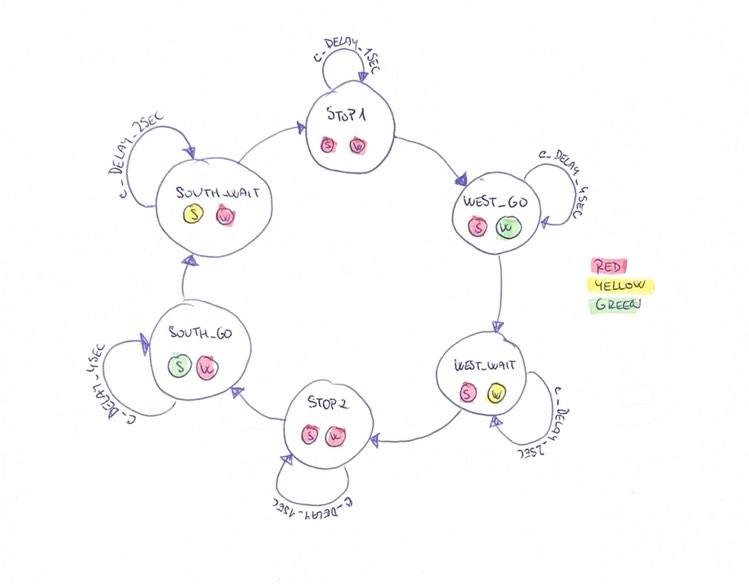 c_DELAY_1SEC
STOP1
S W
c_DELAY_2SEC
SOUTH_WAIT
S W
c_DELAY_4SEC
WEST_GO
S W
RED
YELLOW
GREEN
c_DELAY_4SEC
SOUTH_GO
S W
WEST_WAIT
S W
c_DELAY_2SEC
STOP2
S W
c_DELAY_1SEC